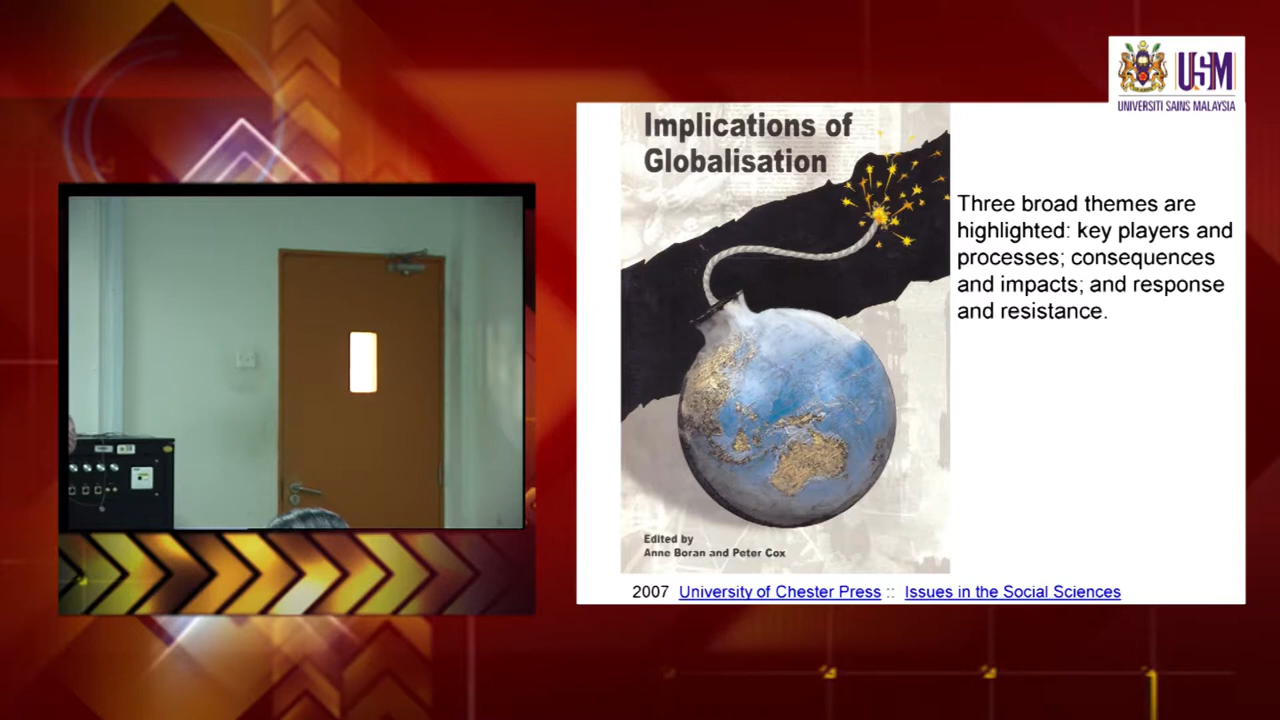 USM
UNIVERSITI SAINS MALAYSIA
Implications of
Globalisation
Three broad themes are
highlighted: key players and
processes; consequences
and impacts; and response
and resistance.
Edited by
Anne Boran and Peter Cox
2007 University of Chester Press :: Issues in the Social Sciences